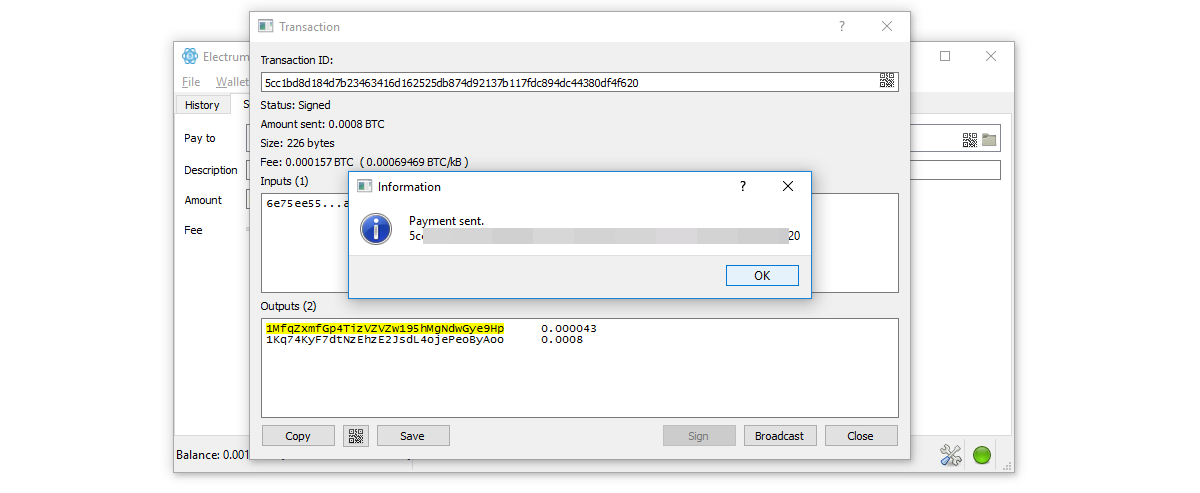 Transaction
?
Electrum
File Wallet
History
Transaction ID:
5cc1bd8d184d7b23463416d162525db874d92137b117fdc894dc44380df4f620
Status: Signed
Amount sent: 0.0008 BTC
Size: 226 bytes
Fee: 0.000157 BTC ( 0.00069469 BTC/kB )
Inputs (1)
6e75ee55...a
Pay to
Description
Amount
Fee
Information
?
Payment sent.
20
OK
Outputs (2)
1MfqZxmfGp4TizVZVZw195hMgNdwGye9Hp 0.000043
1Kq74KyF7dtNzEhzE2JsdL4ojePeoByAoo 0.0008
Copy
Save
Sign
Broadcast
Close
Balance: 0.001